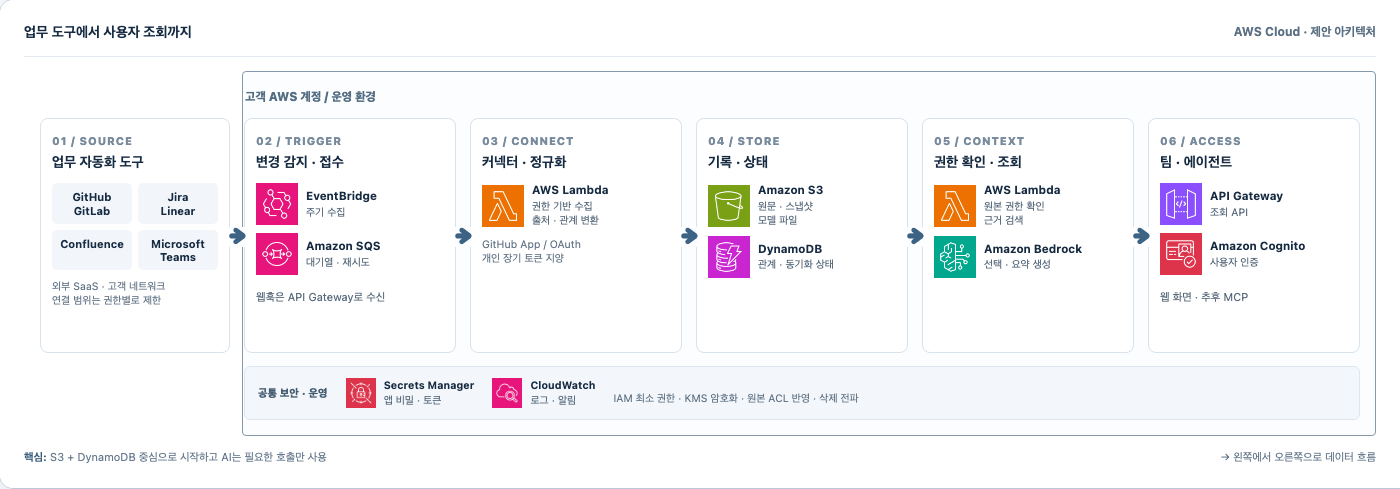 업무 도구에서 사용자 조회까지
AWS Cloud · 제안 아키텍처
고객 AWS 계정 / 운영 환경
01 / SOURCE
업무 자동화 도구
GitHub
GitLab
Jira
Linear
Confluence
Microsoft
Teams
외부 SaaS · 고객 네트워크
연결 범위는 권한별로 제한
02 / TRIGGER
변경 감지 · 접수
EventBridge
주기 수집
Amazon SQS
대기열 · 재시도
웹훅은 API Gateway로 수신
03 / CONNECT
커넥터 · 정규화
AWS Lambda
권한 기반 수집
출처 · 관계 변환
GitHub App / OAuth
개인 장기 토큰 지양
04 / STORE
기록 · 상태
Amazon S3
원문 · 스냅샷
모델 파일
DynamoDB
관계 · 동기화 상태
05 / CONTEXT
권한 확인 · 조회
AWS Lambda
원본 권한 확인
근거 검색
Amazon Bedrock
선택 · 요약 생성
06 / ACCESS
팀 · 에이전트
API Gateway
조회 API
Amazon Cognito
사용자 인증
웹 화면 · 추후 MCP
공통 보안 · 운영
Secrets Manager
앱 비밀 · 토큰
CloudWatch
로그 · 알림
IAM 최소 권한 · KMS 암호화 · 원본 ACL 반영 · 삭제 전파
핵심: S3 + DynamoDB 중심으로 시작하고 AI는 필요한 호출만 사용
→ 왼쪽에서 오른쪽으로 데이터 흐름